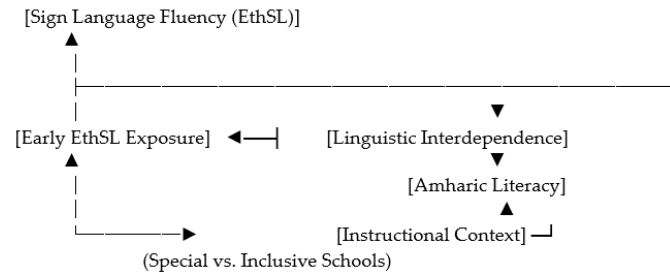 [Sign Language Fluency (EthSL)]
[Early EthSL Exposure] [Linguistic Interdependence]
[Amharic Literacy]
[Instructional Context]
(Special vs. Inclusive Schools)